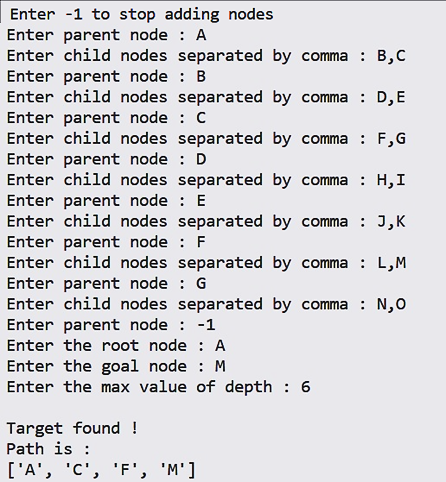 Enter -1 to stop adding nodes
Enter parent node : A
Enter child nodes separated by comma : B,C
Enter parent node : B
Enter child nodes separated by comma : D,E
Enter parent node : C
Enter child nodes separated by comma : F,G
Enter parent node : D
Enter child nodes separated by comma : H,I
Enter parent node : E
Enter child nodes separated by comma : J,K
Enter parent node : F
Enter child nodes separated by comma : L,M
Enter parent node : G
Enter child nodes separated by comma : N,O
Enter parent node : -1
Enter the root node : A
Enter the goal node : M
Enter the max value of depth : 6
Target found !
Path is :
['A', 'C', 'F', 'M']